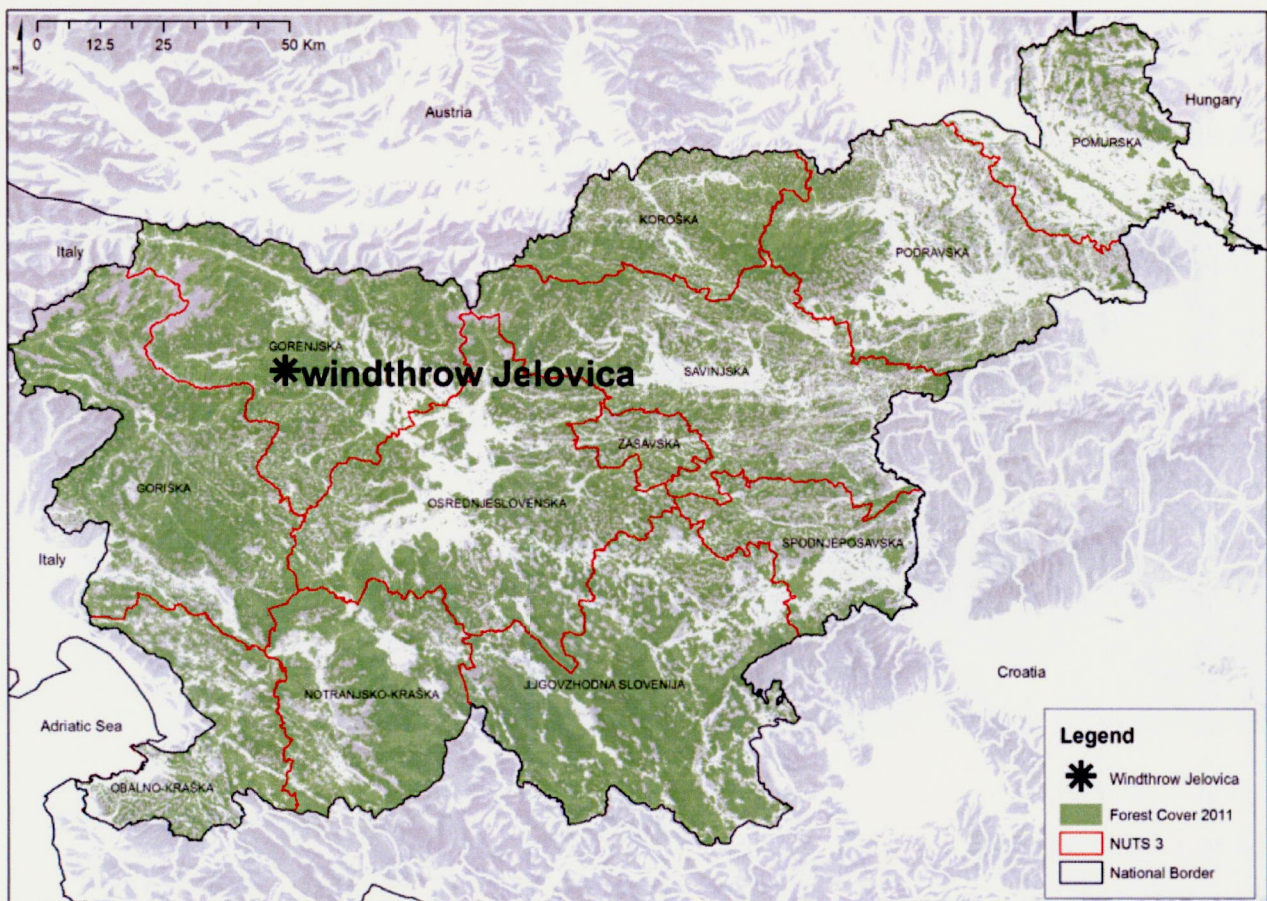 0 12.5 25 50 Km
Austria
Hungary
POMURSKA
KOROŠKA
Italy
PODRAVSKA
GORENJSKA
windthrow Jelovica
SAVINJSKA
ZASAVSKA
GORIŠKA
OSREDNJESLOVENSKA
SPODNJEPOSAVSKA
Italy
Croatia
JUGOVZHODNA SLOVENIJA
NOTRANJSKO-KRAŠKA
Adriatic Sea
OBALNO-KRAŠKA
Legend
Windthrow Jelovica
Forest Cover 2011
NUTS 3
National Border